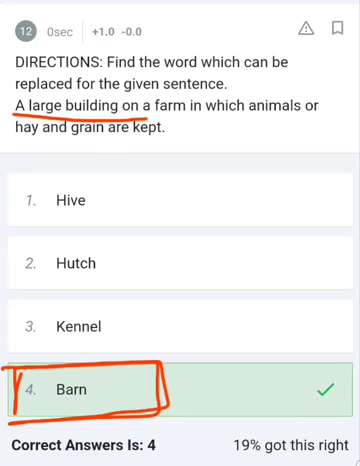 12 0sec +1.0 -0.0
DIRECTIONS: Find the word which can be
replaced for the given sentence.
A large building on a farm in which animals or
hay and grain are kept.
1. Hive
2. Hutch
3. Kennel
4. Barn
Correct Answers Is: 4 19% got this right